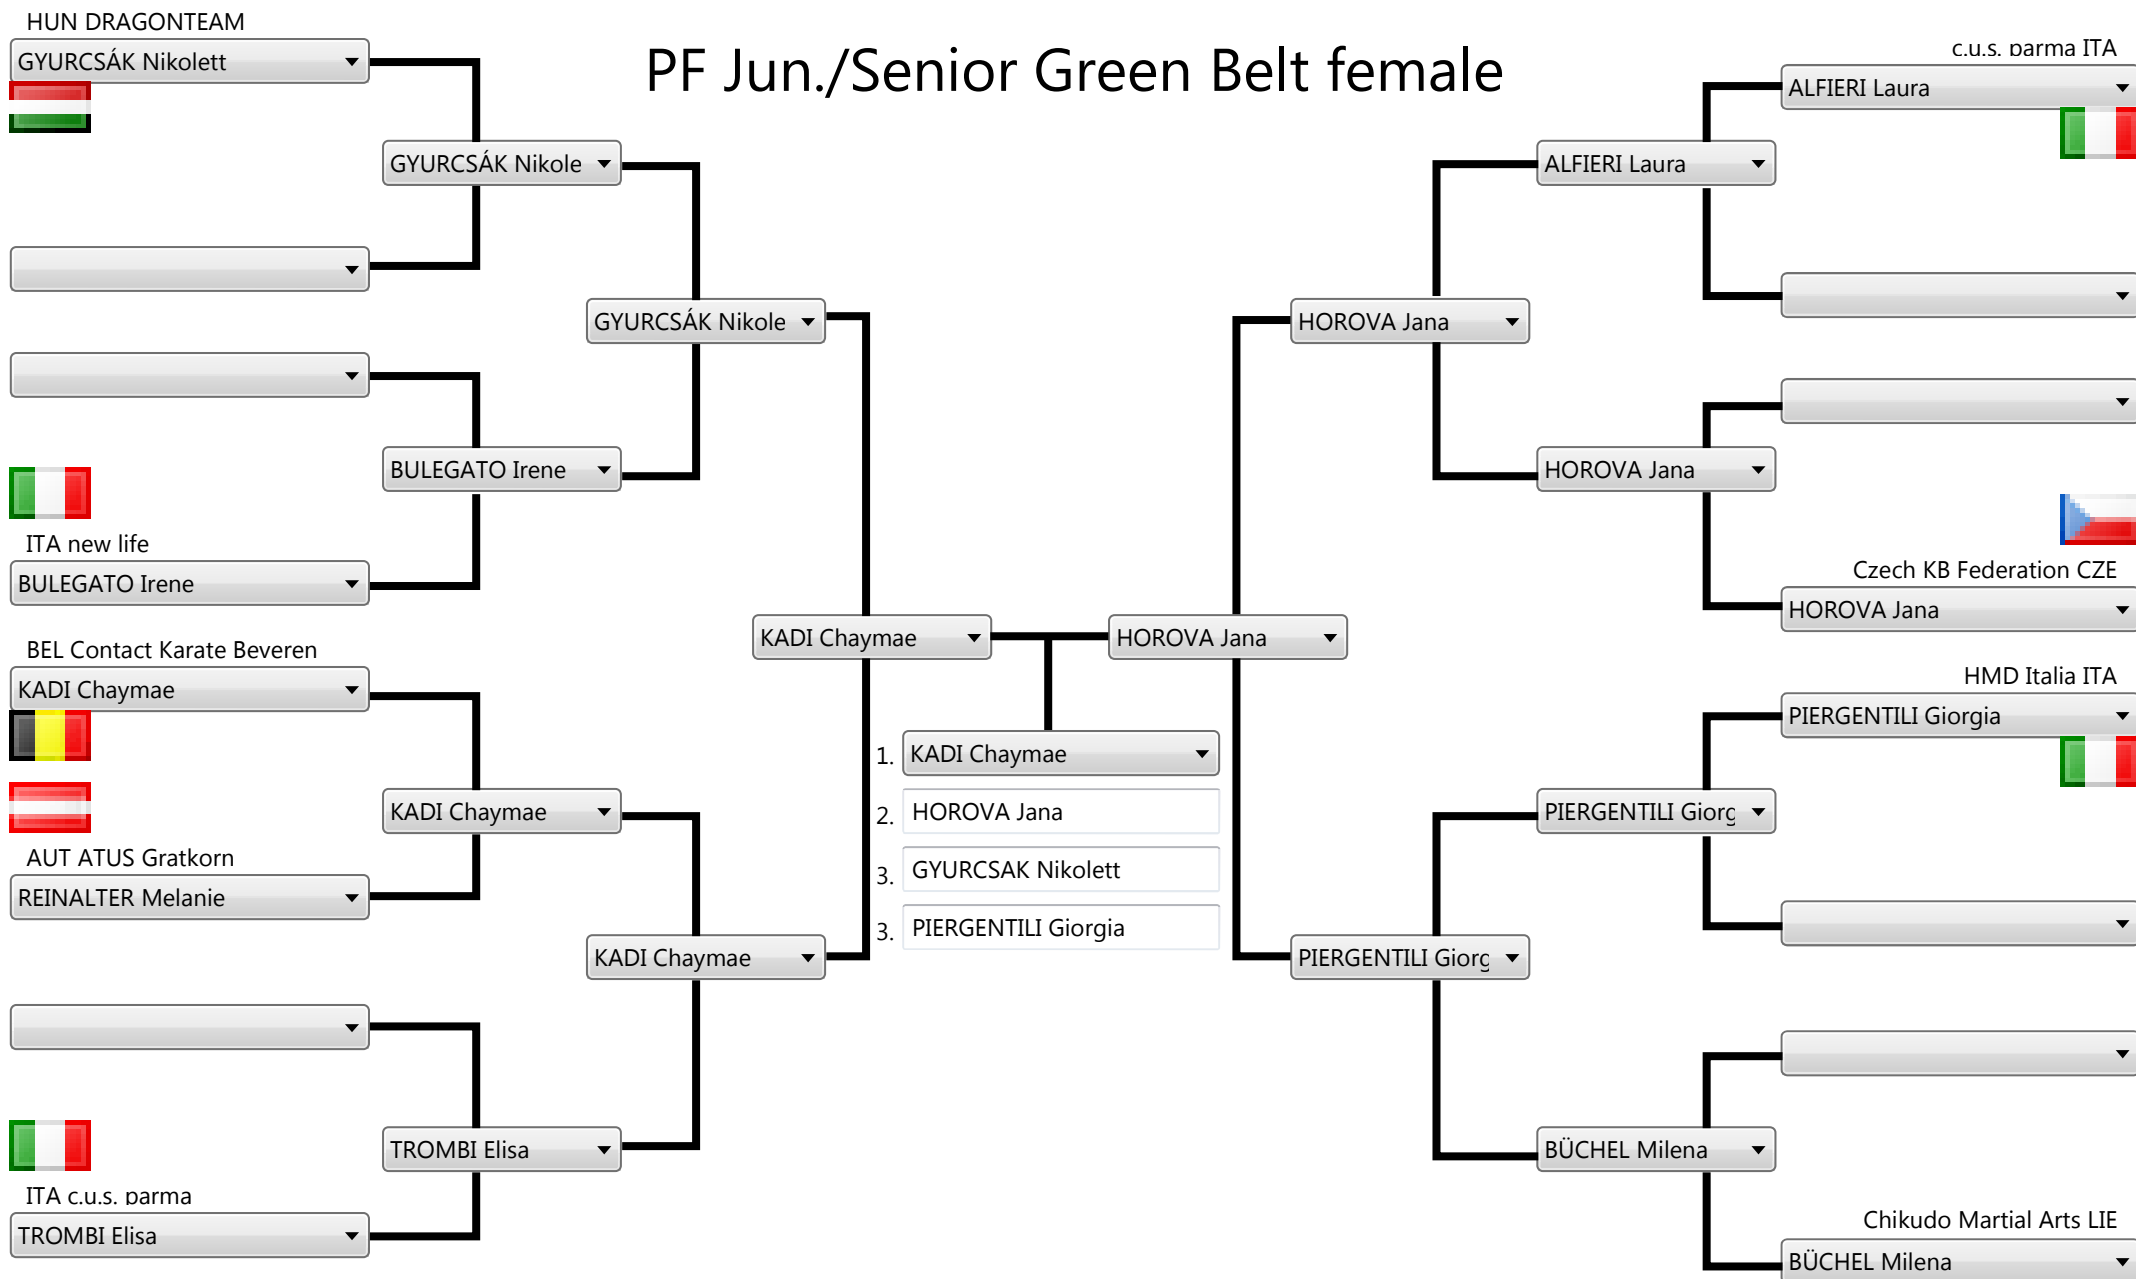 PF Jun./Senior Green Belt female
HUN DRAGONTEAM
GYURCSÁK Nikolett
GYURCSÁK Nikole
GYURCSÁK Nikole
BULEGATO Irene
ITA new life
BULEGATO Irene
BEL Contact Karate Beveren
KADI Chaymae
KADI Chaymae
AUT ATUS Gratkorn
REINALTER Melanie
KADI Chaymae
TROMBI Elisa
ITA c.u.s. parma
TROMBI Elisa
KADI Chaymae
HOROVA Jana
1. KADI Chaymae
2. HOROVA Jana
3. GYURCSAK Nikolett
3. PIERGENTILI Giorgia
c.u.s. parma ITA
ALFIERI Laura
ALFIERI Laura
HOROVA Jana
HOROVA Jana
Czech KB Federation CZE
HOROVA Jana
HMD Italia ITA
PIERGENTILI Giorgia
PIERGENTILI Giorg
PIERGENTILI Giorg
BÜCHEL Milena
Chikudo Martial Arts LIE
BÜCHEL Milena